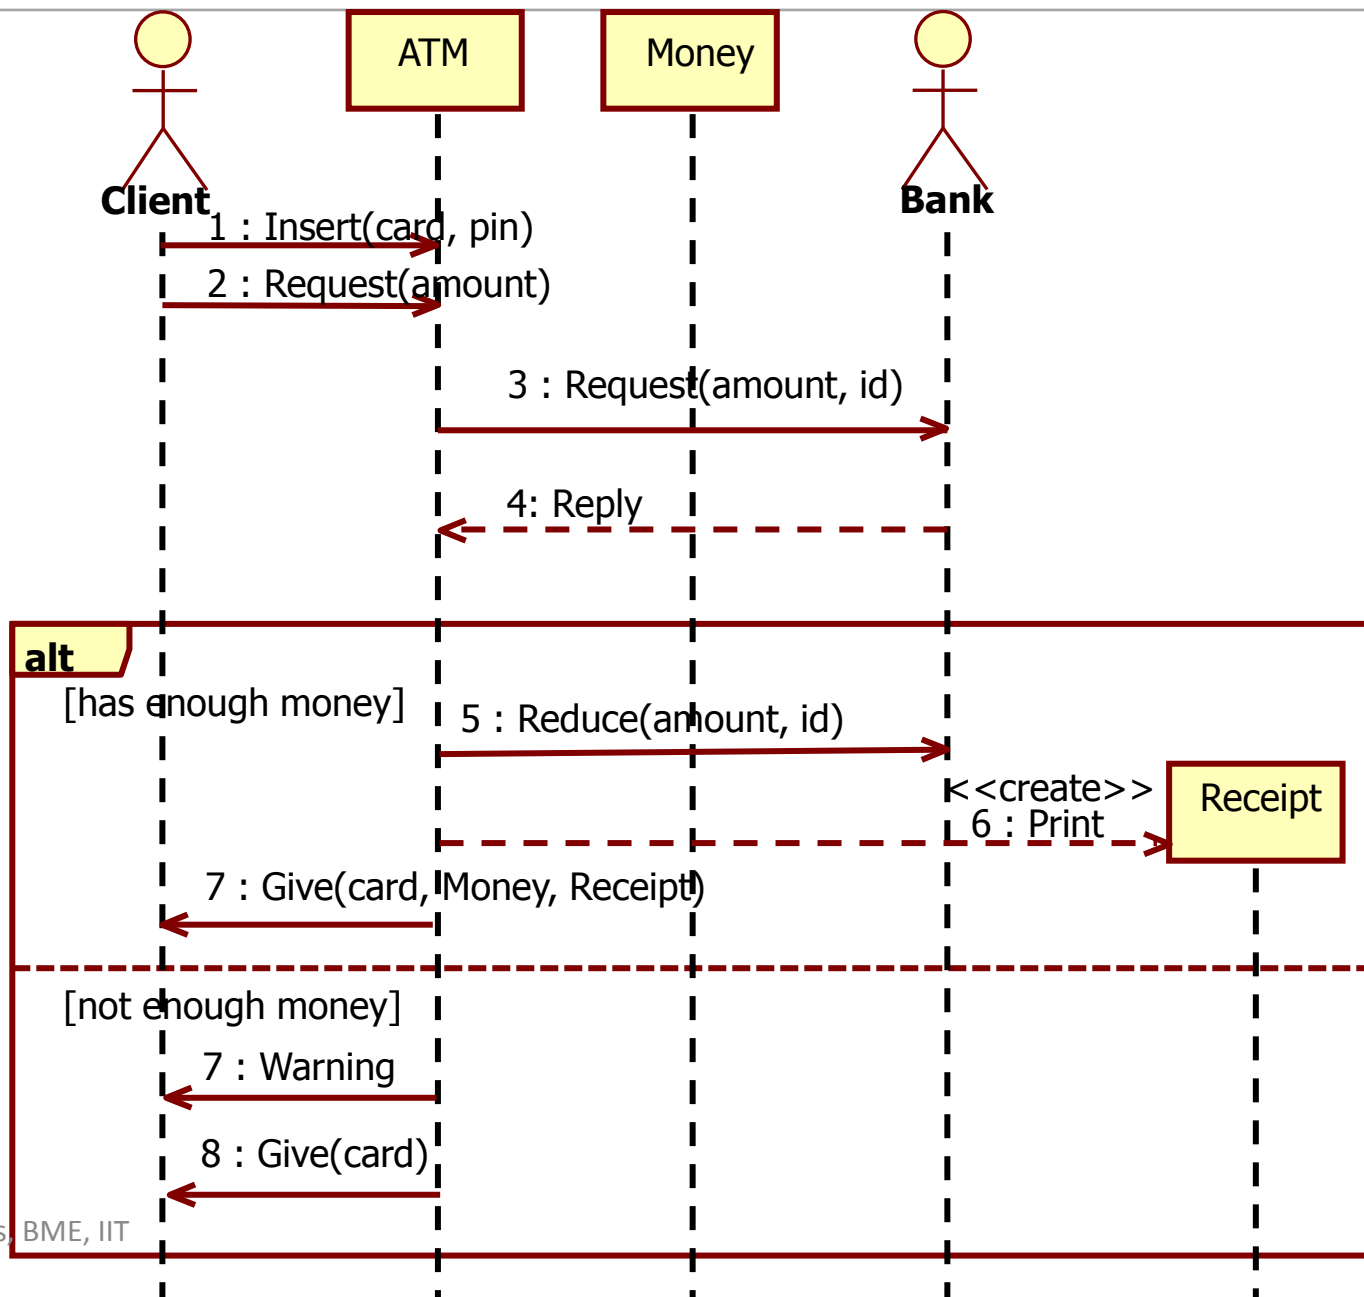 ATM
Money
Client
Bank
1 : Insert(card, pin)
2 : Request(amount)
3 : Request(amount, id)
4: Reply
alt
[has enough money]
5 : Reduce(amount, id)
<<create>>
6 : Print
Receipt
7 : Give(card, Money, Receipt)
[not enough money]
7 : Warning
8 : Give(card)
, BME, IIT